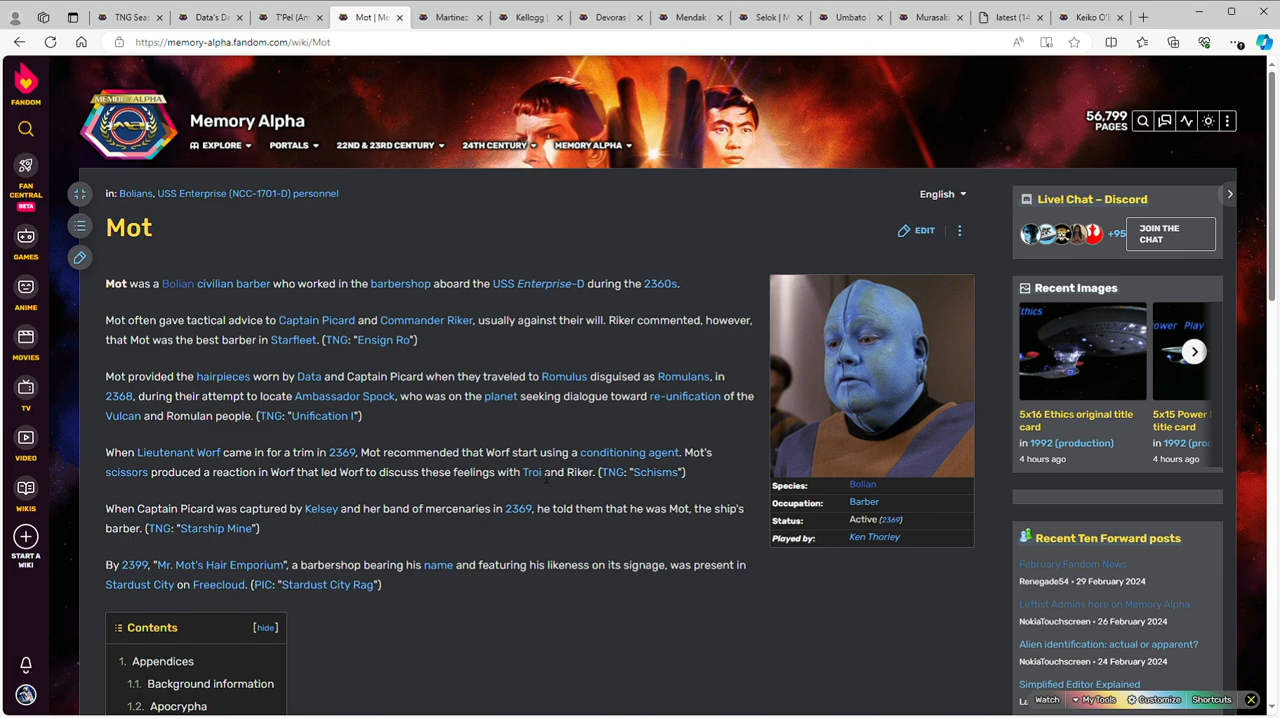 TNG Seas
Data's Da
T'Pel (Am
Mot | Me
Martinez
Kellogg |
Devoras
Mendak |
Selok | M
Umbato |
Murasaki
latest (14
Keiko O'B
https://memory-alpha.fandom.com/wiki/Mot
FANDOM
FAN CENTRAL
BETA
GAMES
ANIME
MOVIES
TV
VIDEO
WIKIS
START A WIKI
MEMORY ALPHA
Memory Alpha
56,799
PAGES
EXPLORE
PORTALS
22ND & 23RD CENTURY
24TH CENTURY
MEMORY ALPHA
in: Bolians, USS Enterprise (NCC-1701-D) personnel
English
Mot
EDIT
Mot was a Bolian civilian barber who worked in the barbershop aboard the USS Enterprise-D during the 2360s.
Mot often gave tactical advice to Captain Picard and Commander Riker, usually against their will. Riker commented, however,
that Mot was the best barber in Starfleet. (TNG: "Ensign Ro")
Mot provided the hairpieces worn by Data and Captain Picard when they traveled to Romulus disguised as Romulans, in
2368, during their attempt to locate Ambassador Spock, who was on the planet seeking dialogue toward re-unification of the
Vulcan and Romulan people. (TNG: "Unification I")
When Lieutenant Worf came in for a trim in 2369, Mot recommended that Worf start using a conditioning agent. Mot's
scissors produced a reaction in Worf that led Worf to discuss these feelings with Troi and Riker. (TNG: "Schisms")
When Captain Picard was captured by Kelsey and her band of mercenaries in 2369, he told them that he was Mot, the ship's
barber. (TNG: "Starship Mine")
By 2399, "Mr. Mot's Hair Emporium", a barbershop bearing his name and featuring his likeness on its signage, was present in
Stardust City on Freecloud. (PIC: "Stardust City Rag")
Contents [hide]
1. Appendices
1.1. Background information
1.2. Apocrypha
Species: Bolian
Occupation: Barber
Status: Active (2369)
Played by: Ken Thorley
Live! Chat – Discord
+95
JOIN THE CHAT
Recent Images
5x16 Ethics original title card
in 1992 (production)
4 hours ago
5x15 Power
title card
in 1992 (pro
4 hours ago
Recent Ten Forward posts
February Fandom News
Renegade54 • 29 February 2024
Leftist Admins here on Memory Alpha
NokiaTouchscreen • 26 February 2024
Alien identification: actual or apparent?
NokiaTouchscreen • 24 February 2024
Simplified Editor Explained
Watch
My Tools
Customize
Shortcuts